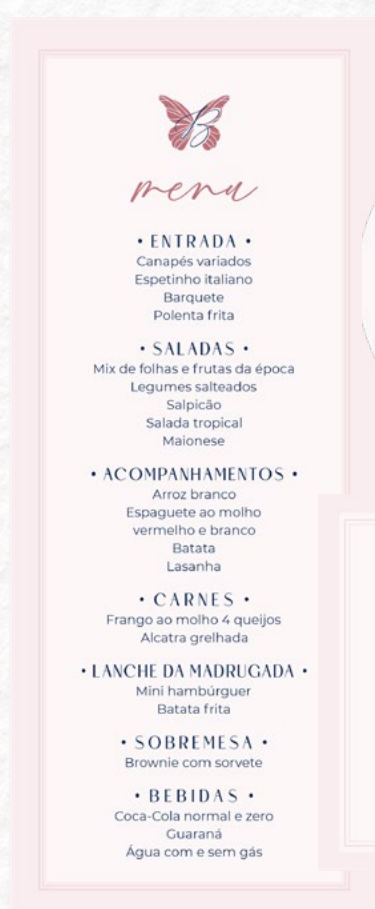 B
menu
• ENTRADA •
Canapés variados
Espetinho italiano
Barquete
Polenta frita
• SALADAS •
Mix de folhas e frutas da época
Legumes salteados
Salpicão
Salada tropical
Maionese
• ACOMPANHAMENTOS •
Arroz branco
Espaguete ao molho
vermelho e branco
Batata
Lasanha
• CARNES •
Frango ao molho 4 queijos
Alcatra grelhada
• LANCHE DA MADRUGADA •
Mini hambúrguer
Batata frita
• SOBREMESA •
Brownie com sorvete
• BEBIDAS •
Coca-Cola normal e zero
Guaraná
Água com e sem gás